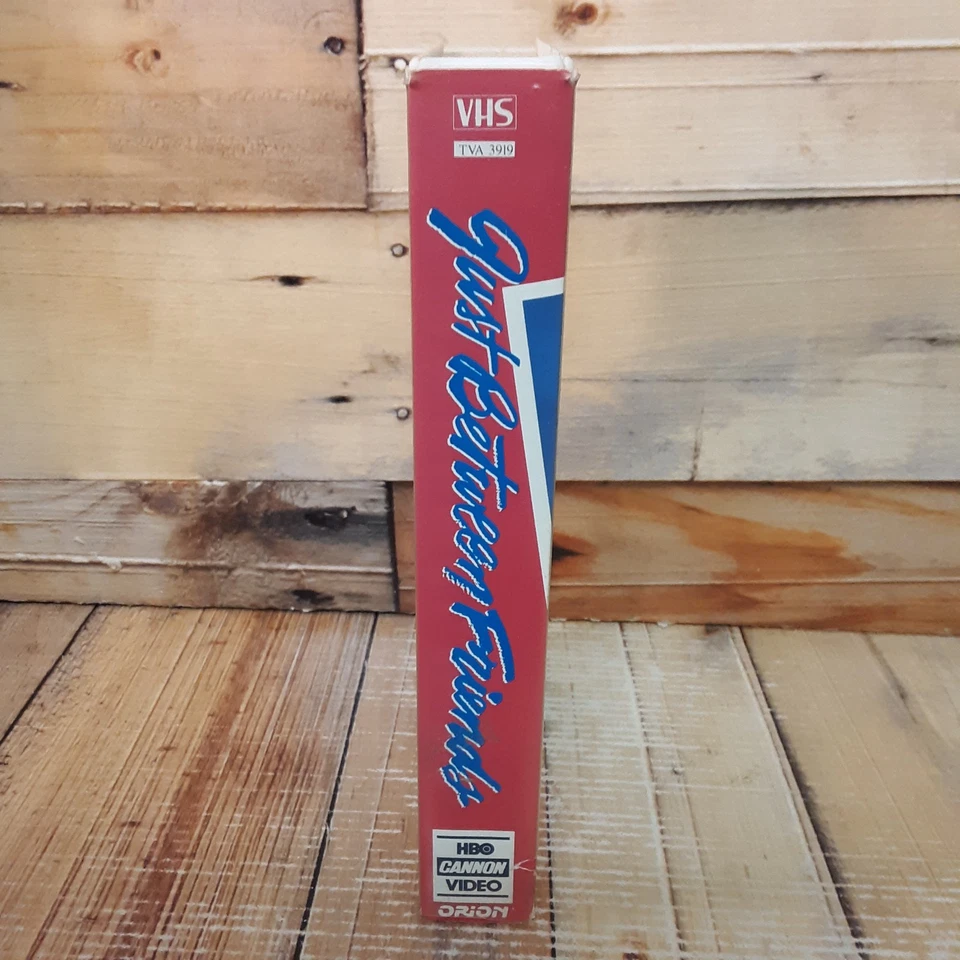 VHS
TVA 3919
Just Between Friends
HBO
CANNON
VIDEO
ORION